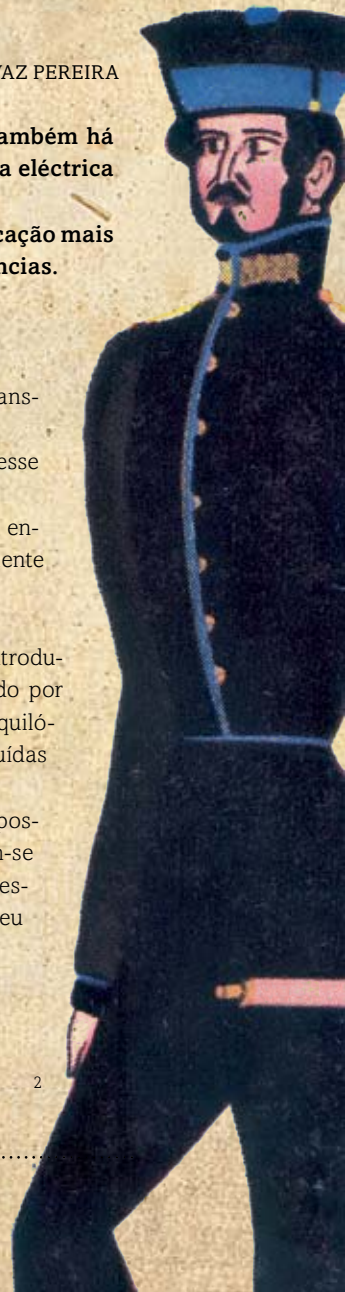 VAZ PEREIRA
também há
a eléctrica
cação mais
ncias.
ans-
esse
en-
ente
trodu-
do por
quiló-
uídas
pos-
n-se
es-
eu
2